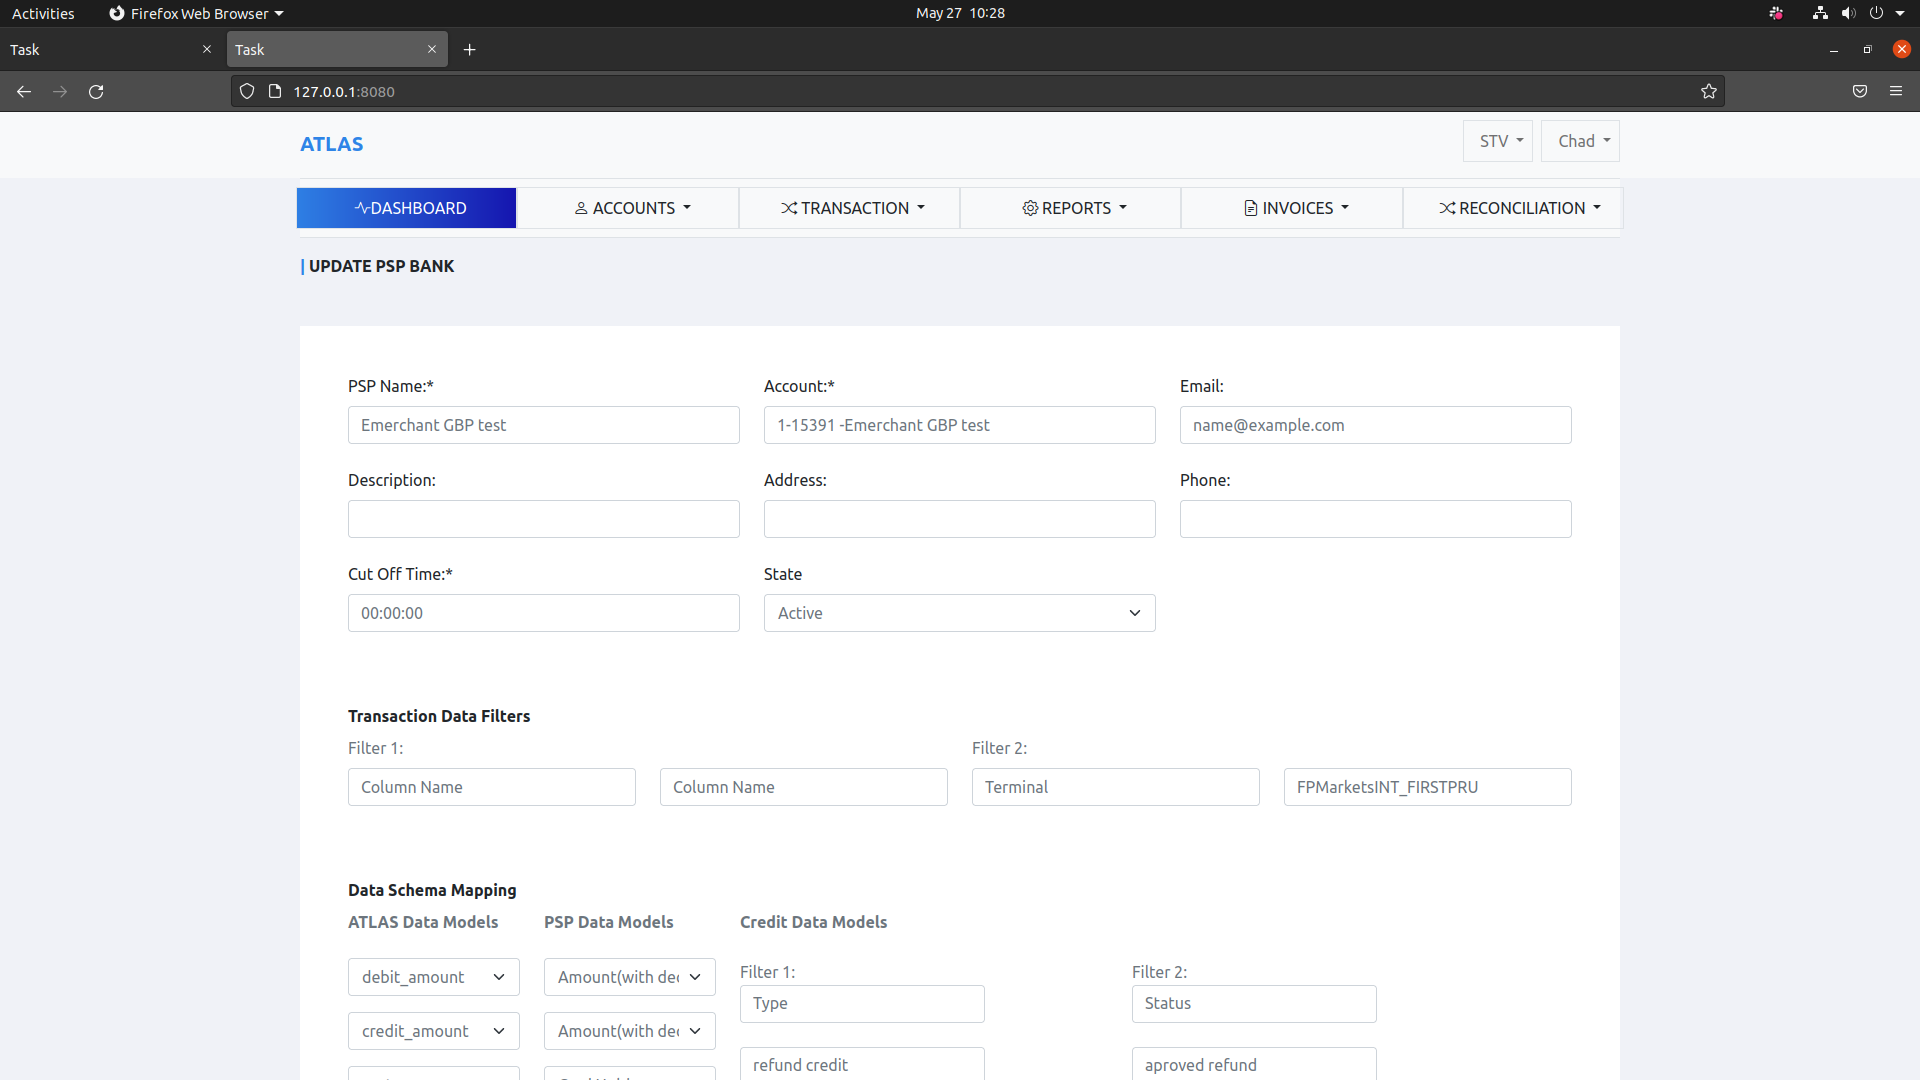 Activities
Firefox Web Browser
May 27 10:28
Task
Task
127.0.0.1:8080
ATLAS
STV
Chad
DASHBOARD
ACCOUNTS
TRANSACTION
REPORTS
INVOICES
RECONCILIATION
UPDATE PSP BANK
PSP Name:*
Account:*
Email:
Emerchant GBP test
1-15391 -Emerchant GBP test
name@example.com
Description:
Address:
Phone:
Cut Off Time:*
State
00:00:00
Active
Transaction Data Filters
Filter 1:
Filter 2:
Column Name
Column Name
Terminal
FPMarketsINT_FIRSTPRU
Data Schema Mapping
ATLAS Data Models
PSP Data Models
Credit Data Models
debit_amount
Amount(with de
Filter 1:
Filter 2:
Type
Status
credit_amount
Amount(with de
refund credit
aproved refund